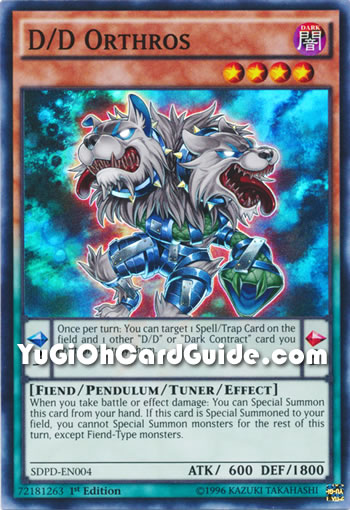 D/D Orthros
DARK
闇
Once per turn: You can target 1 Spell/Trap Card on the
field and 1 other "D/D" or "Dark Contract" card you
YuGiOhCardGuide.com
[Fiend/Pendulum/Tuner/Effect]
When you take battle or effect damage: You can Special Summon
this card from your hand. If this card is Special Summoned to your
field, you cannot Special Summon monsters for the rest of
this turn, except Fiend-Type monsters.
SDPD-EN004
ATK/ 600 DEF/1800
72181263 1st Edition
©1996 KAZUKI TAKAHASHI